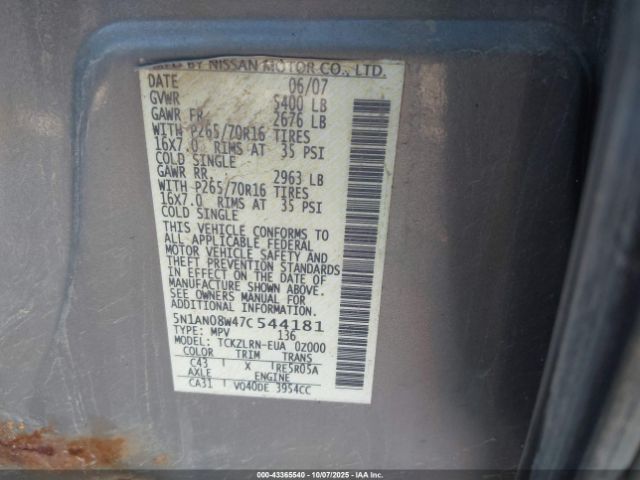 MFD BY NISSAN MOTOR CO., LTD.
DATE 06/07
GVWR 5400 LB
GAWR FR. 2676 LB
WITH P265/70R16 TIRES
16X7.0 RIMS AT 35 PSI
COLD SINGLE
GAWR RR. 2963 LB
WITH P265/70R16 TIRES
16X7.0 RIMS AT 35 PSI
COLD SINGLE
THIS VEHICLE CONFORMS TO
ALL APPLICABLE FEDERAL
MOTOR VEHICLE SAFETY AND
THEFT PREVENTION STANDARDS
IN EFFECT ON THE DATE OF
MANUFACTURE SHOWN ABOVE.
SEE OWNERS MANUAL FOR
ADDITIONAL INFORMATION.
5N1AN08W47C544181
TYPE: MPV 136
MODEL: TCKZLRN-EUA 0Z000
COLOR TRIM TRANS
C43 X RE5R05A
AXLE ENGINE
CA31 VQ40DE 3954CC
000-43365540 | 10/07/2025 | IAA Inc.